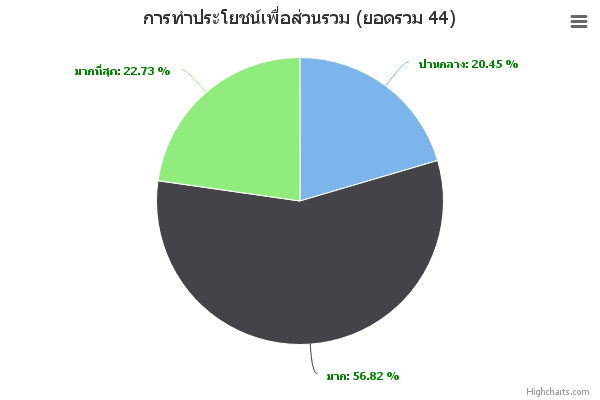 การทำประโยชน์เพื่อส่วนรวม (ยอดรวม 44)
มากที่สุด: 22.73 %
ปานกลาง: 20.45 %
มาก: 56.82 %
Highcharts.com